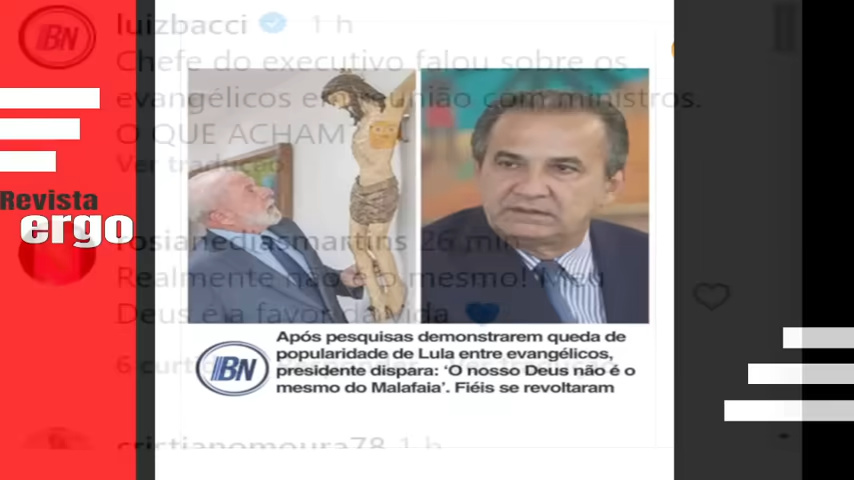 BN
luizbacci 1 h
Chefe do executivo falou sobre os
evangélicos em reunião com ministros.
O QUE ACHAM?
Ver tradução
Revista
ergo
rosianediasmartins 26 min
Realmente não é o mesmo! Meu
Deus é a favor da vida
Após pesquisas demonstrarem queda de
popularidade de Lula entre evangélicos,
presidente dispara: 'O nosso Deus não é o
mesmo do Malafaia'. Fiéis se revoltaram
BN
cristianomoura78 1 h